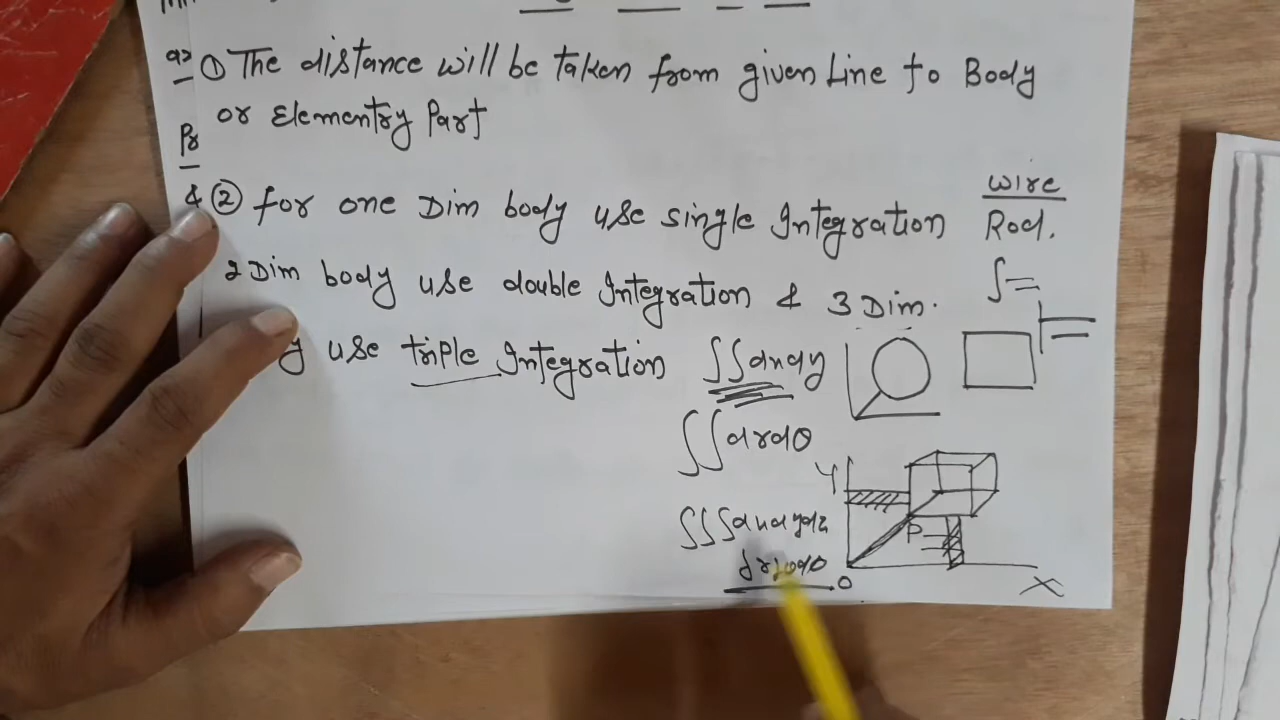 ① The distance will be taken from given Line to Body
or Elementry Part
& ② for one Dim body use single Integration
wire
Rod.
2 Dim body use double Integration & 3 Dim.
∫
y use triple Integration ∫∫dxdy
∫∫drdθ
∫∫∫dxdydz
Y
P
O
X